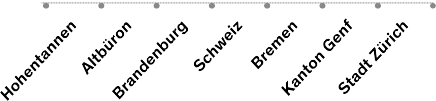 Hohentannen
Altbüron
Brandenburg
Schweiz
Bremen
Kanton Genf
Stadt Zürich